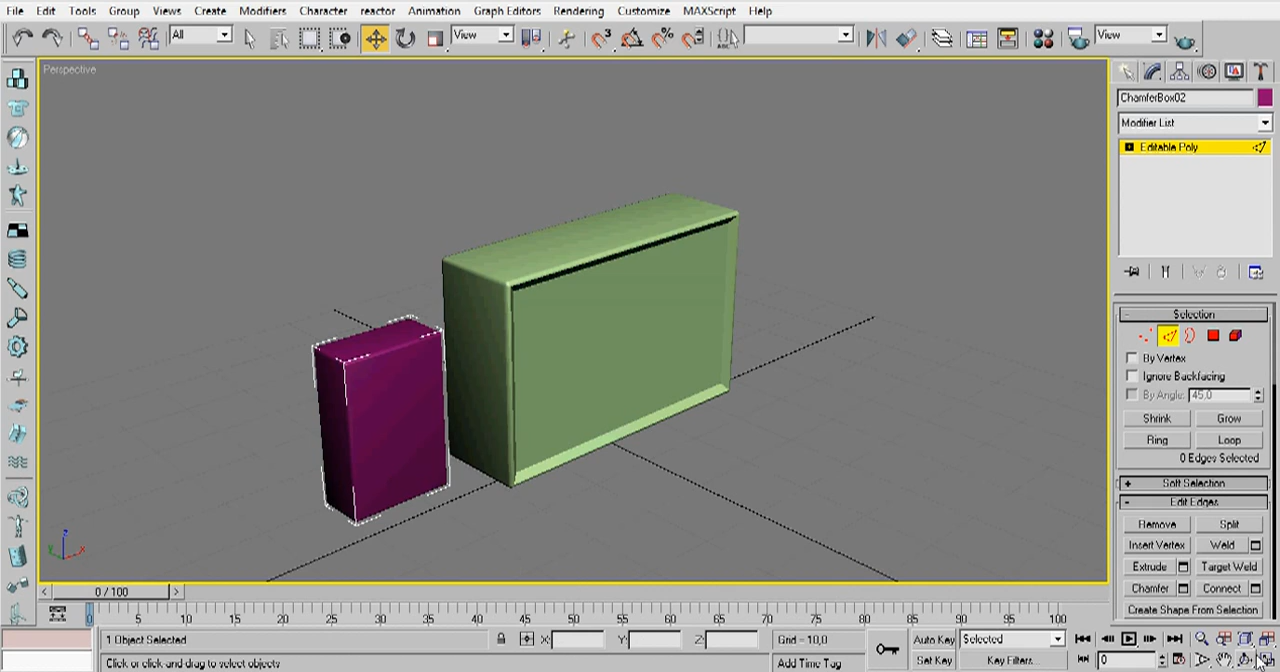 File Edit Tools Group Views Create Modifiers Character reactor Animation Graph Editors Rendering Customize MAXScript Help
All View View
Perspective
ChamferBox02
Modifier List
Editable Poly
Selection
By Vertex
Ignore Backfacing
By Angle: 45,0
Shrink Grow
Ring Loop
0 Edges Selected
Soft Selection
Edit Edges
Remove Split
Insert Vertex Weld
Extrude Target Weld
Chamfer Connect
Create Shape From Selection
z
y x
0 / 100
0 5 10 15 20 25 30 35 40 45 50 55 60 65 70 75 80 85 90 95 100
1 Object Selected X: Y: Z: Grid = 10,0 Auto Key Selected
Click or click-and-drag to select objects Add Time Tag Set Key Key Filters... 0